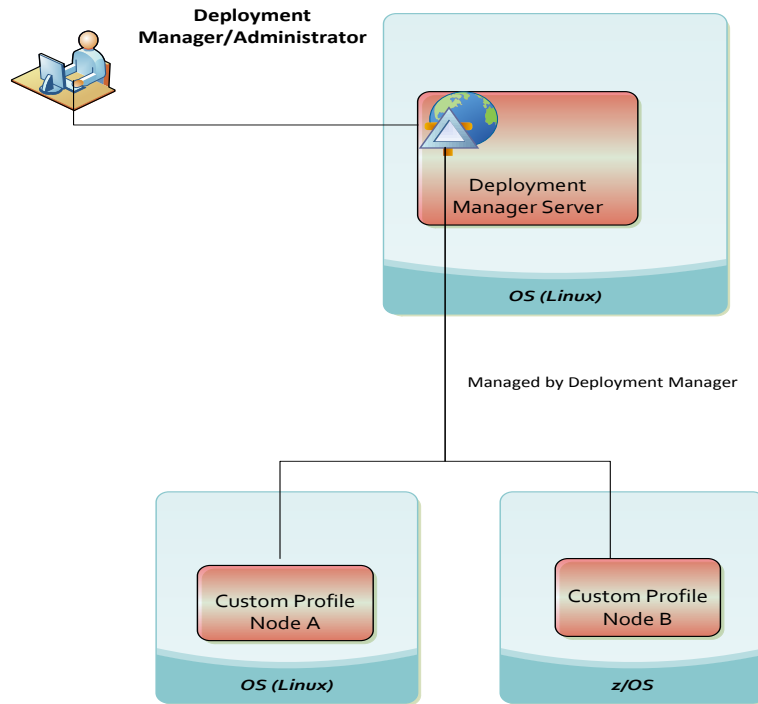 Deployment
Manager/Administrator
Deployment
Manager Server
OS (Linux)
Managed by Deployment Manager
Custom Profile
Node A
OS (Linux)
Custom Profile
Node B
z/OS